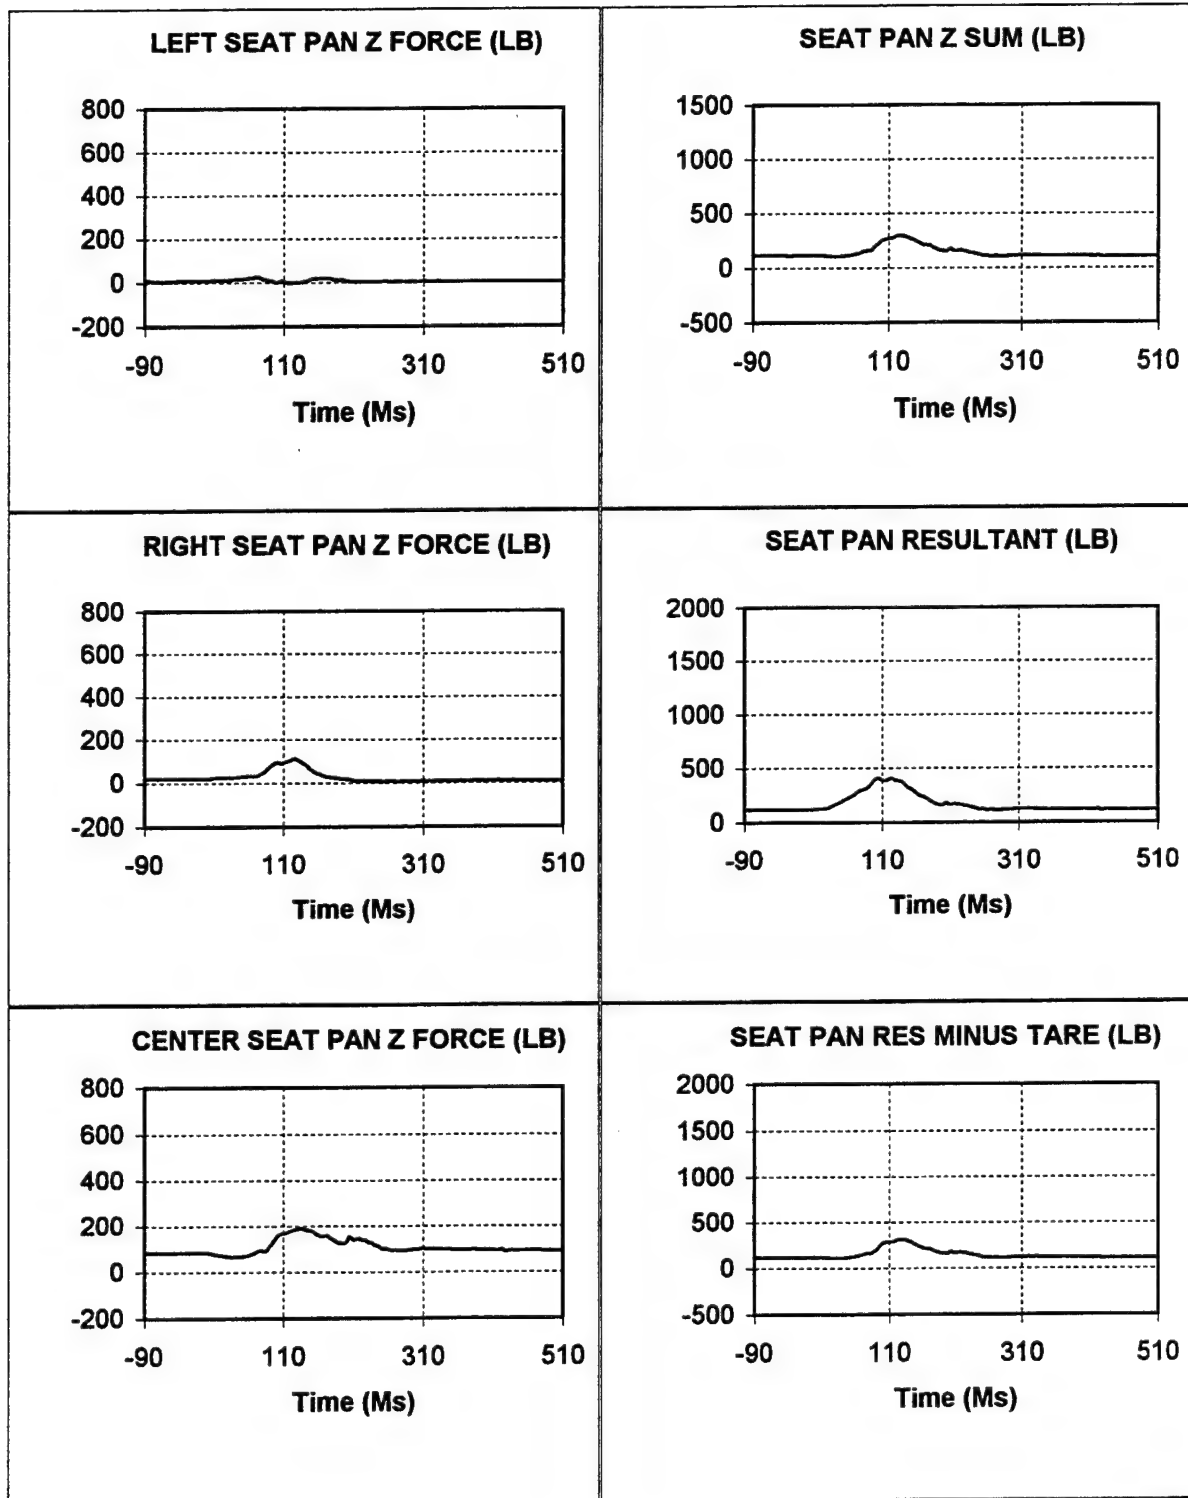 LEFT SEAT PAN Z FORCE (LB)
800
600
400
200
0
-200
-90 110 310 510
Time (Ms)
SEAT PAN Z SUM (LB)
1500
1000
500
0
-500
-90 110 310 510
Time (Ms)
RIGHT SEAT PAN Z FORCE (LB)
800
600
400
200
0
-200
-90 110 310 510
Time (Ms)
SEAT PAN RESULTANT (LB)
2000
1500
1000
500
0
-90 110 310 510
Time (Ms)
CENTER SEAT PAN Z FORCE (LB)
800
600
400
200
0
-200
-90 110 310 510
Time (Ms)
SEAT PAN RES MINUS TARE (LB)
2000
1500
1000
500
0
-500
-90 110 310 510
Time (Ms)